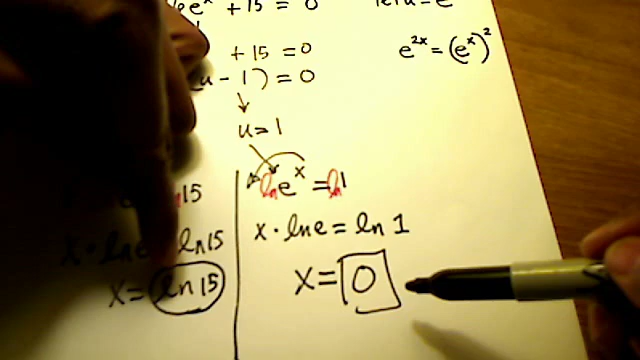 e^x + 15 = 0
e^2x = (e^x)^2
+ 15 = 0
u - 1) = 0
u = 1
15
ln e^x = ln 1
ln 15
x · ln e = ln 1
x = ln 15
x = 0